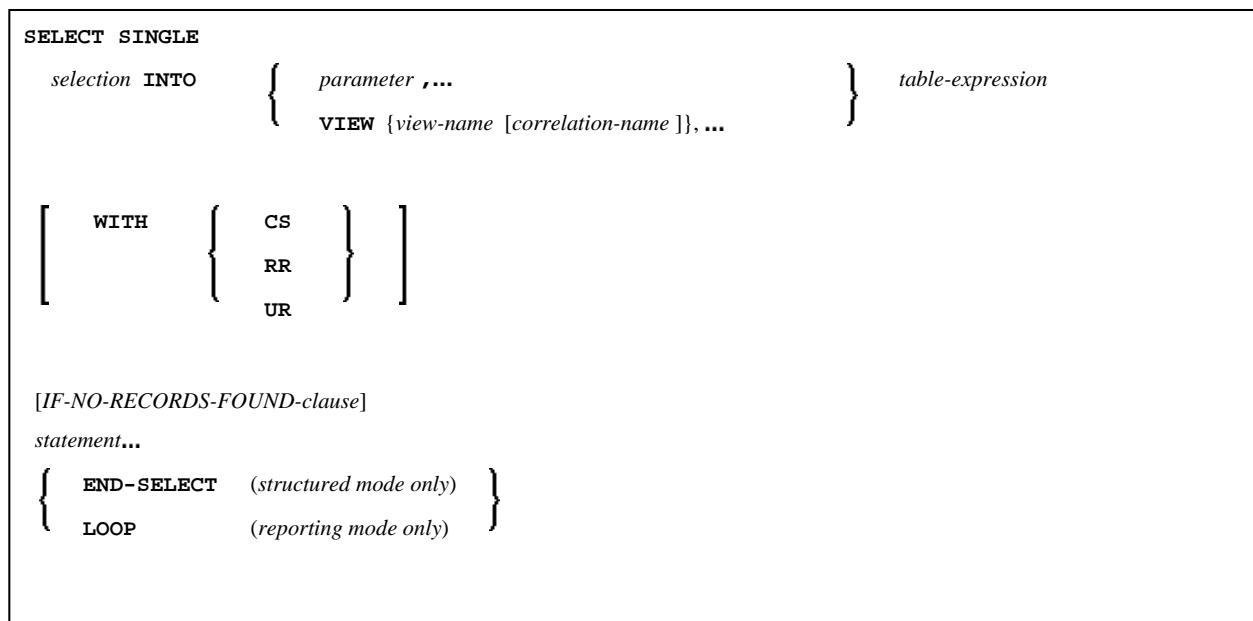 SELECT SINGLE
selection INTO { parameter ,... } table-expression
VIEW {view-name [correlation-name ]}, ...
[ WITH { CS } ]
RR
UR
[IF-NO-RECORDS-FOUND-clause]
statement...
{ END-SELECT (structured mode only) }
LOOP (reporting mode only)